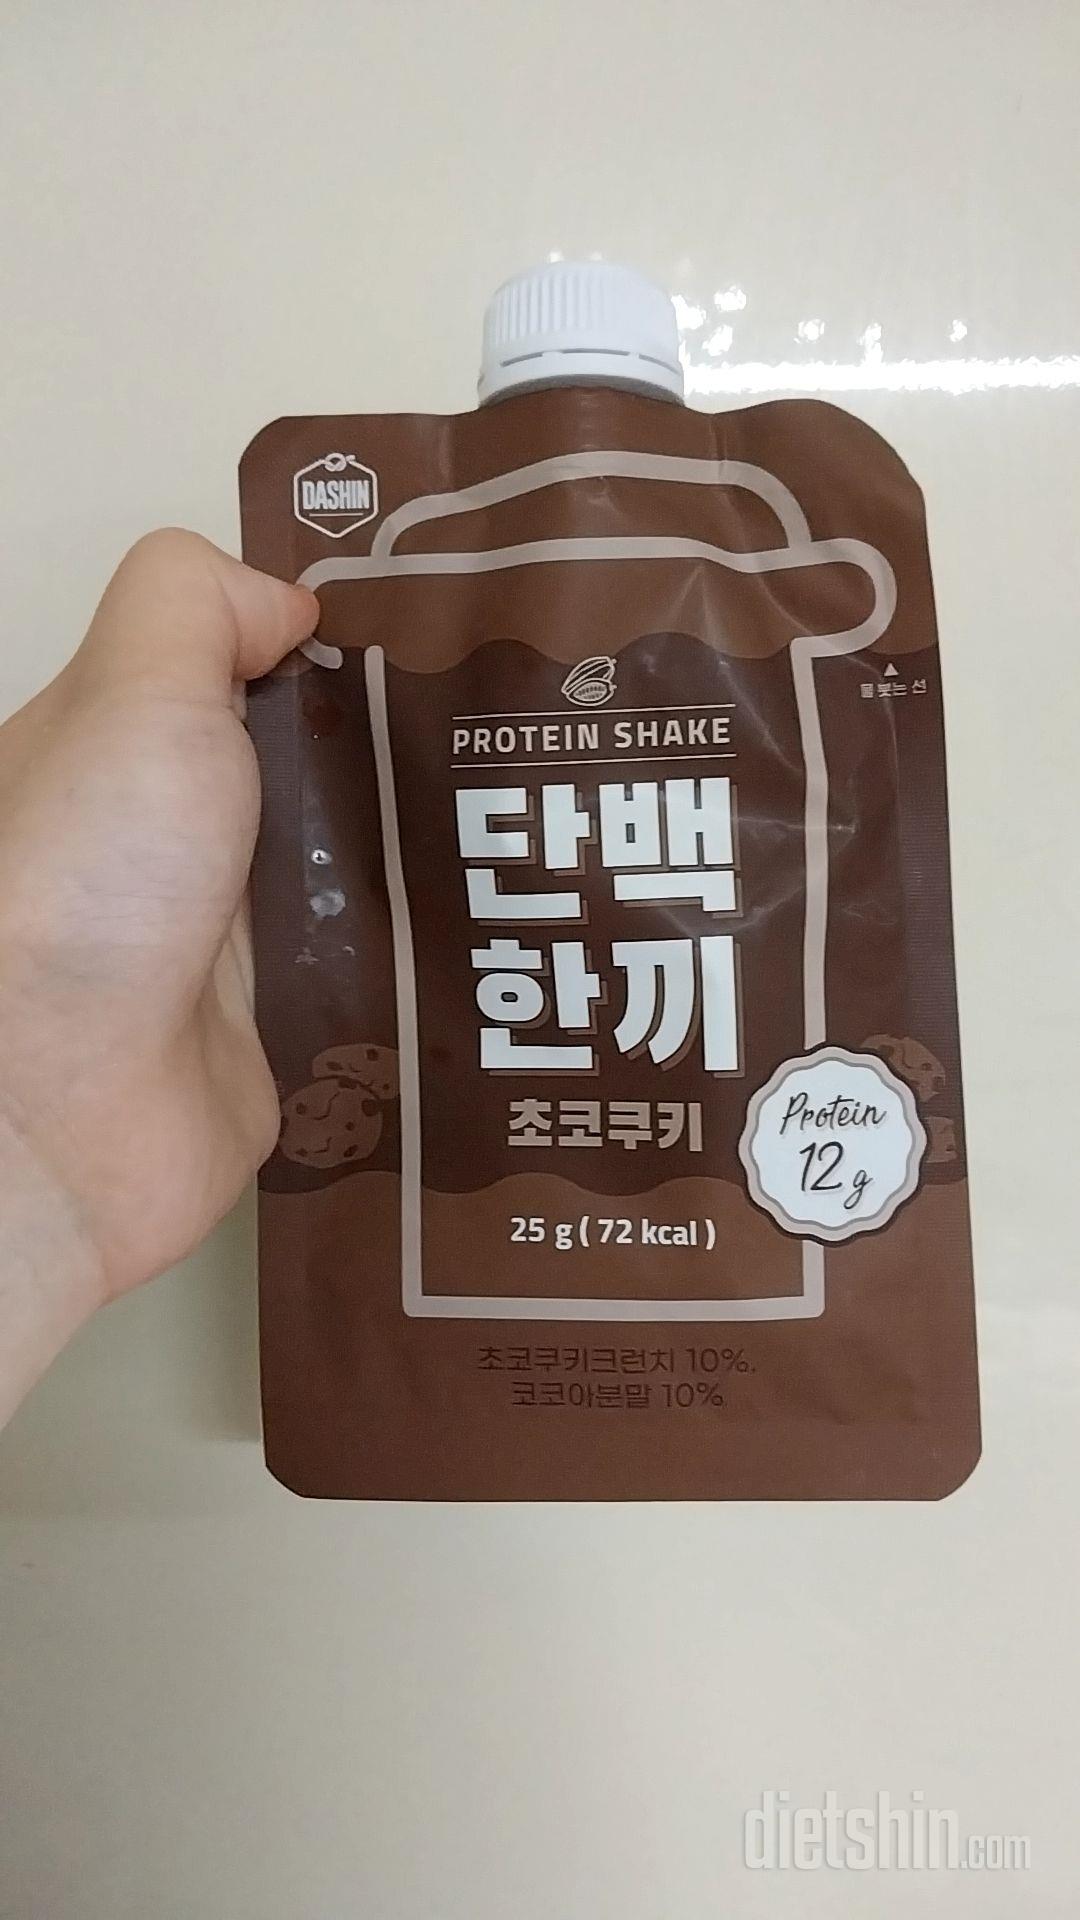 DASHIN
물 붓는 선
PROTEIN SHAKE
단백
한끼
초코쿠키
Protein
12g
25 g ( 72 kcal )
초코쿠키크런치 10%,
코코아분말 10%
dietshin.com